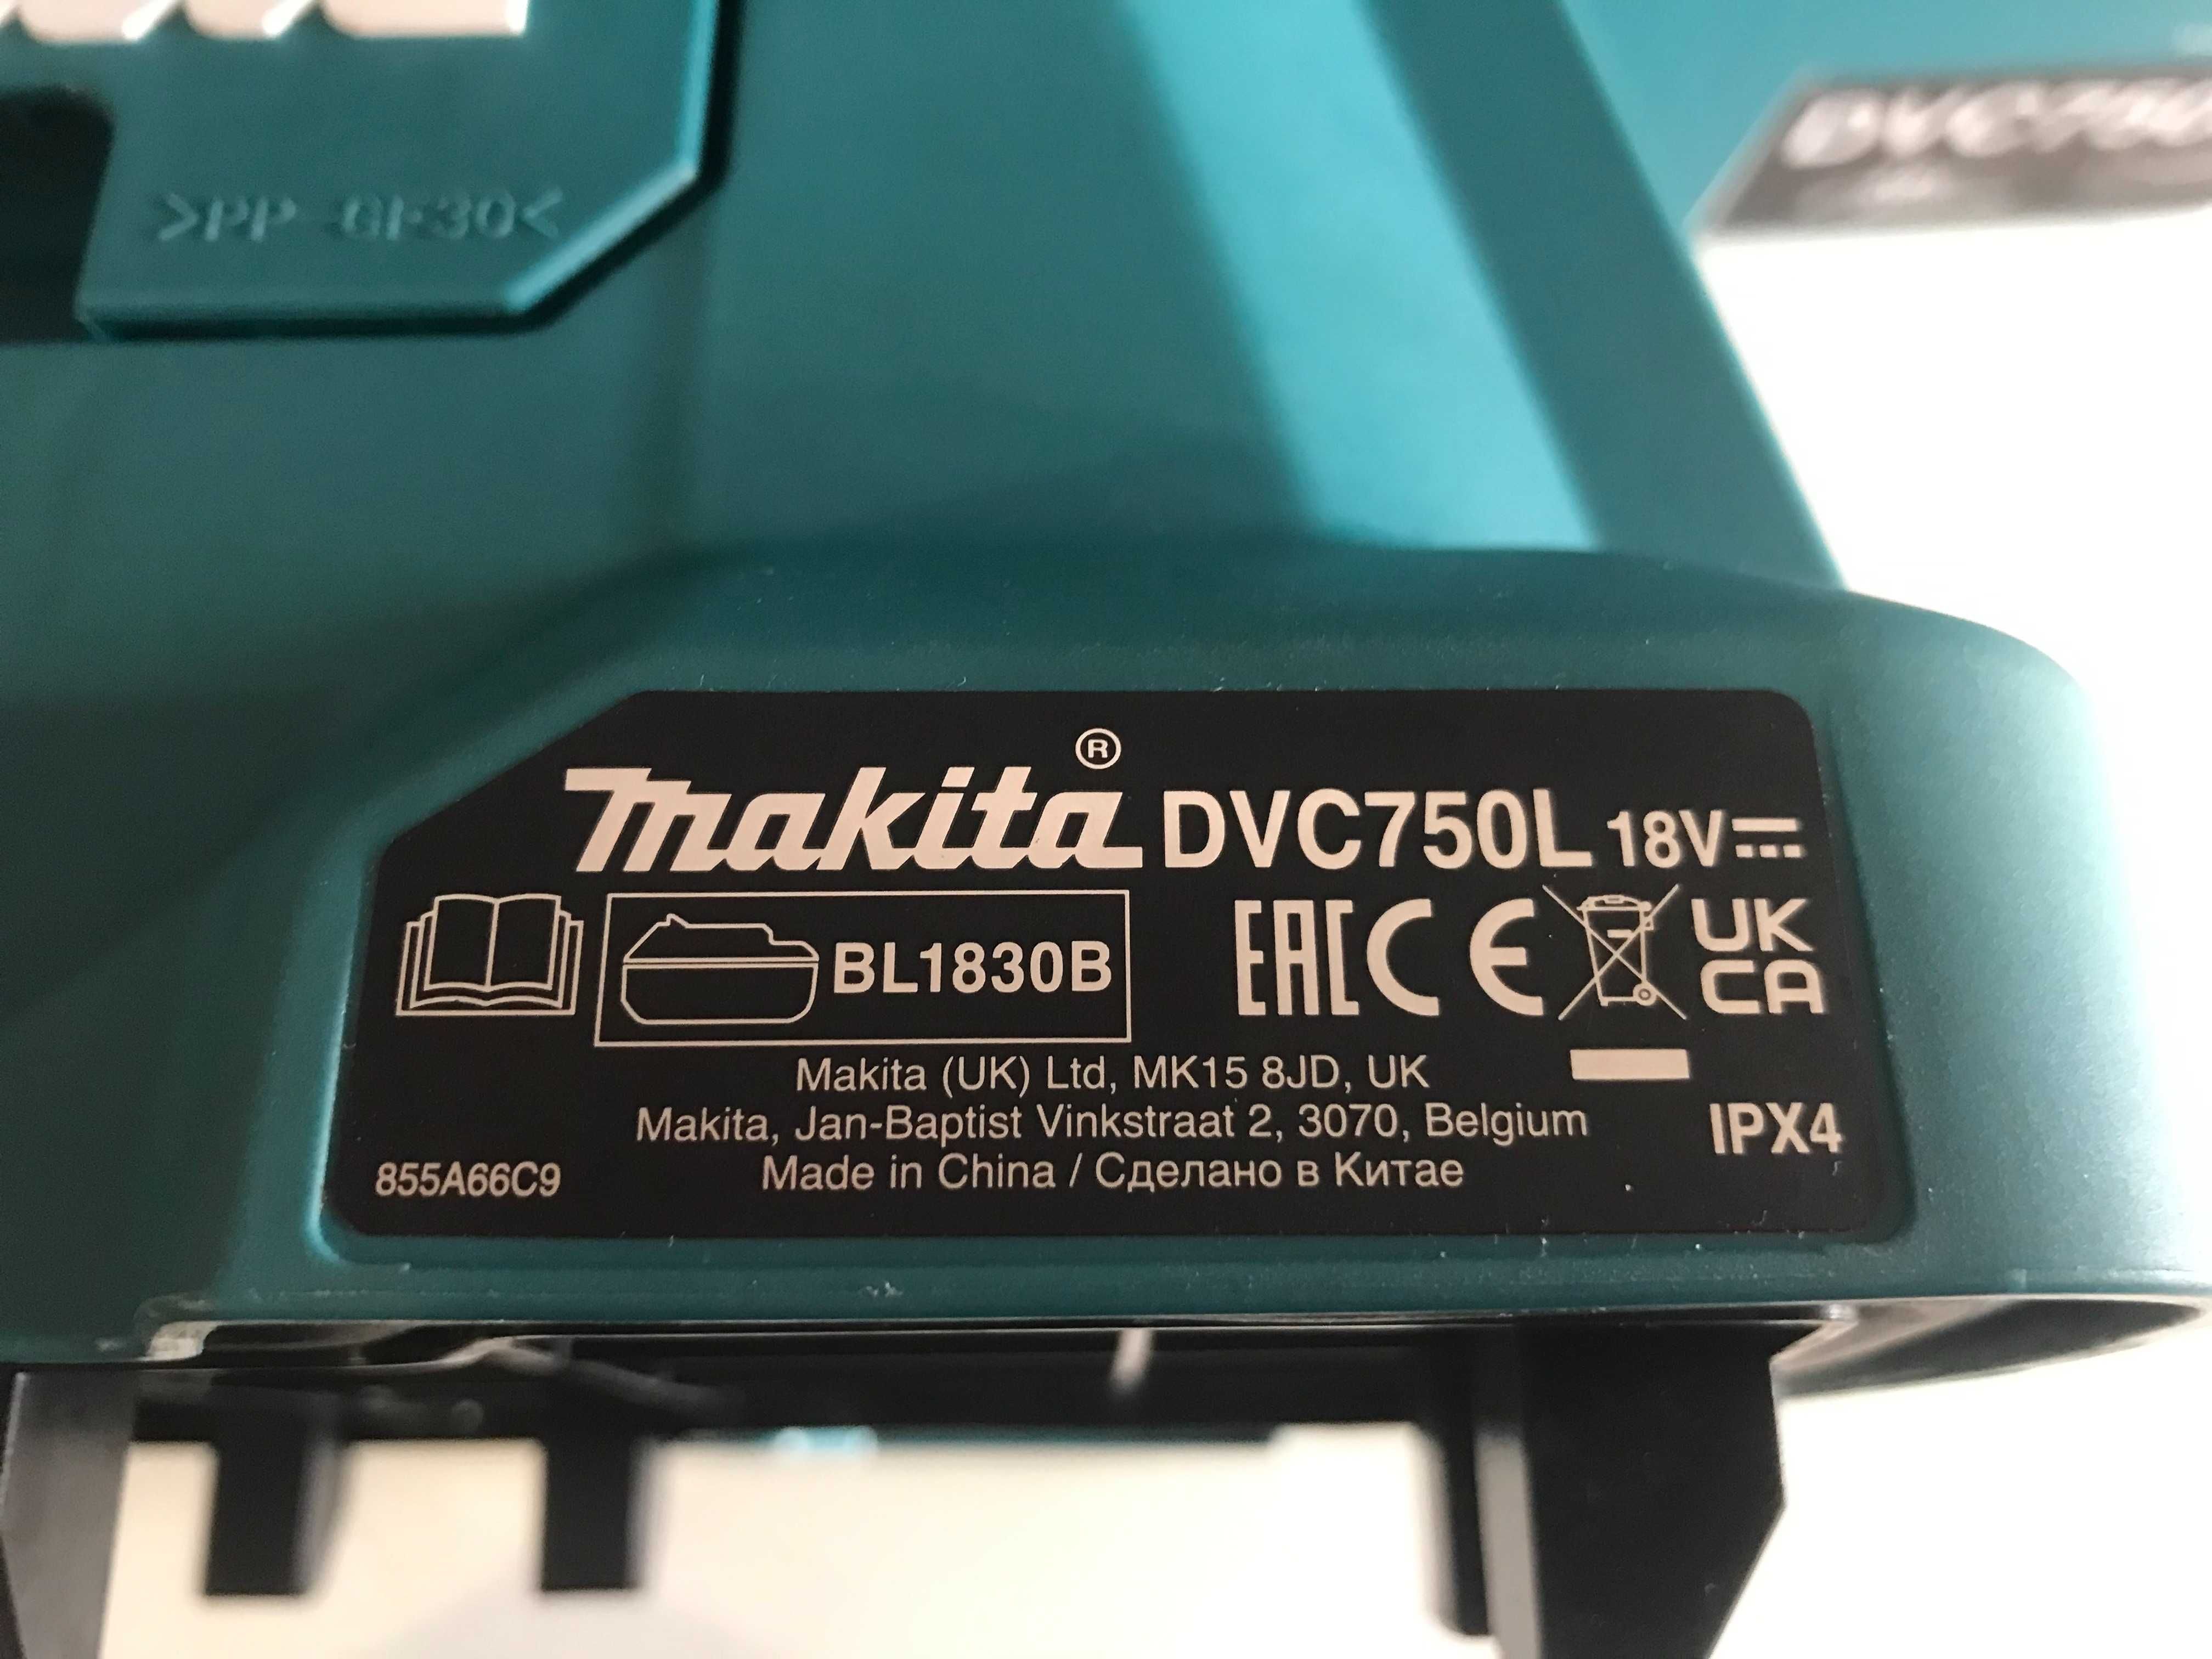 >PP-GF30<
DVC750
makita® DVC750L 18V
BL1830B
EAC CE UK
CA
Makita (UK) Ltd, MK15 8JD, UK
Makita, Jan-Baptist Vinkstraat 2, 3070, Belgium
IPX4
855A66C9
Made in China / Сделано в Китае